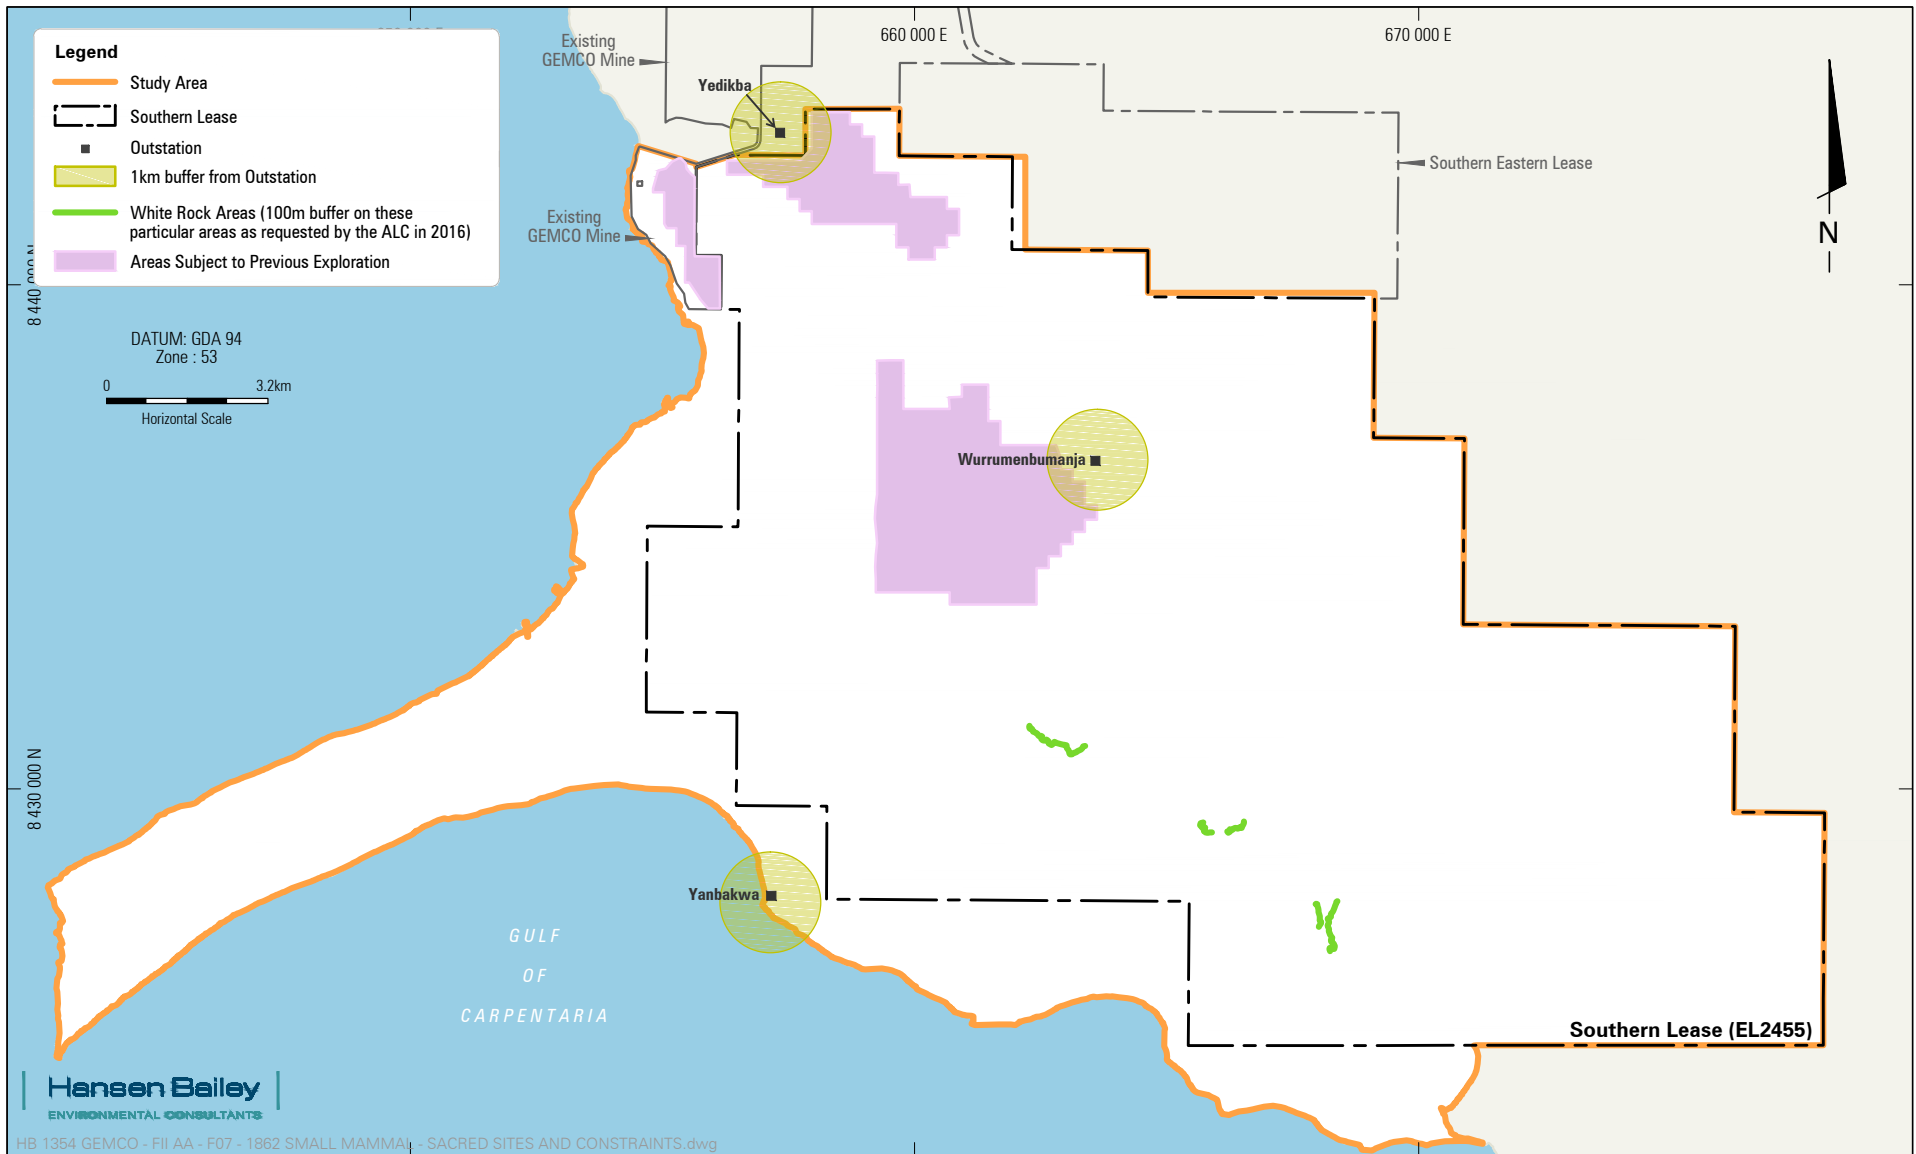 Legend
Study Area
Southern Lease
Outstation
1km buffer from Outstation
White Rock Areas (100m buffer on these
particular areas as requested by the ALC in 2016)
Areas Subject to Previous Exploration
660 000 E
670 000 E
Existing
GEMCO Mine
Yedikba
Southern Eastern Lease
Existing
GEMCO Mine
N
DATUM: GDA 94
Zone : 53
0 3.2km
Horizontal Scale
Wurrumenbumanja
8 430 000 N
Yanbakwa
GULF
OF
CARPENTARIA
Southern Lease (EL2455)
Hansen Bailey
ENVIRONMENTAL CONSULTANTS
HB 1354 GEMCO - FII AA - F07 - 1862 SMALL MAMMAL - SACRED SITES AND CONSTRAINTS.dwg